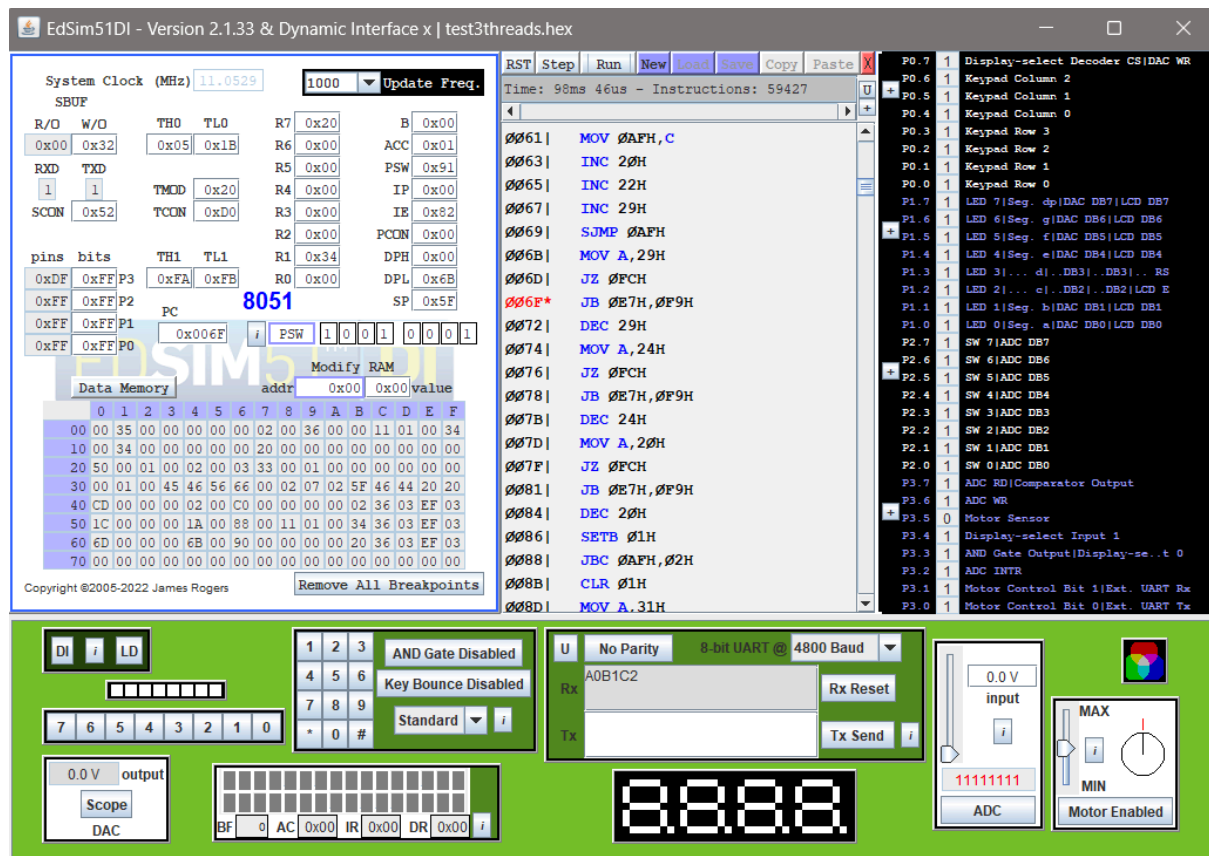 EdSim51DI - Version 2.1.33 & Dynamic Interface x | test3threads.hex
System Clock (MHz) 11.0529 1000 Update Freq.
SBUF
R/O W/O TH0 TL0 R7 0x20 B 0x00
0x00 0x32 0x05 0x1B R6 0x00 ACC 0x01
RXD TXD R5 0x00 PSW 0x91
1 1 TMOD 0x20 R4 0x00 IP 0x00
SCON 0x52 TCON 0xD0 R3 0x00 IE 0x82
R2 0x00 PCON 0x00
pins bits TH1 TL1 R1 0x34 DPH 0x00
0xDF 0xFF P3 0xFA 0xFB R0 0x00 DPL 0x6B
0xFF 0xFF P2 8051 SP 0x5F
0xFF 0xFF P1 PC
0xFF 0xFF P0 0x006F i PSW 1 0 0 1 0 0 0 1
EDSIM51DI
TM
Modify RAM
Data Memory addr 0x00 0x00 value
0 1 2 3 4 5 6 7 8 9 A B C D E F
00 00 35 00 00 00 00 00 02 00 36 00 00 11 01 00 34
10 00 34 00 00 00 00 00 20 00 00 00 00 00 00 00 00
20 50 00 01 00 02 00 03 33 00 01 00 00 00 00 00 00
30 00 01 00 45 46 56 66 00 02 07 02 5F 46 44 20 20
40 CD 00 00 00 02 00 C0 00 00 00 00 02 36 03 EF 03
50 1C 00 00 00 1A 00 88 00 11 01 00 34 36 03 EF 03
60 6D 00 00 00 6B 00 90 00 00 00 00 20 36 03 EF 03
70 00 00 00 00 00 00 00 00 00 00 00 00 00 00 00 00
Copyright ©2005-2022 James Rogers Remove All Breakpoints
RST Step Run New Load Save Copy Paste X
Time: 98ms 46us - Instructions: 59427 U
+
0061| MOV 0AFH,C
0063| INC 20H
0065| INC 22H
0067| INC 29H
0069| SJMP 0AFH
006B| MOV A,29H
006D| JZ 0FCH
006F* JB 0E7H,0F9H
0072| DEC 29H
0074| MOV A,24H
0076| JZ 0FCH
0078| JB 0E7H,0F9H
007B| DEC 24H
007D| MOV A,20H
007F| JZ 0FCH
0081| JB 0E7H,0F9H
0084| DEC 20H
0086| SETB 01H
0088| JBC 0AFH,02H
008B| CLR 01H
008D| MOV A,31H
P0.7 1 Display-select Decoder CS|DAC WR
P0.6 1 Keypad Column 2
+ P0.5 1 Keypad Column 1
P0.4 1 Keypad Column 0
P0.3 1 Keypad Row 3
P0.2 1 Keypad Row 2
P0.1 1 Keypad Row 1
P0.0 1 Keypad Row 0
P1.7 1 LED 7|Seg. dp|DAC DB7|LCD DB7
P1.6 1 LED 6|Seg. g|DAC DB6|LCD DB6
+ P1.5 1 LED 5|Seg. f|DAC DB5|LCD DB5
P1.4 1 LED 4|Seg. e|DAC DB4|LCD DB4
P1.3 1 LED 3|... d|..DB3|..DB3|.. RS
P1.2 1 LED 2|... c|..DB2|..DB2|LCD E
P1.1 1 LED 1|Seg. b|DAC DB1|LCD DB1
P1.0 1 LED 0|Seg. a|DAC DB0|LCD DB0
P2.7 1 SW 7|ADC DB7
P2.6 1 SW 6|ADC DB6
+ P2.5 1 SW 5|ADC DB5
P2.4 1 SW 4|ADC DB4
P2.3 1 SW 3|ADC DB3
P2.2 1 SW 2|ADC DB2
P2.1 1 SW 1|ADC DB1
P2.0 1 SW 0|ADC DB0
P3.7 1 ADC RD|Comparator Output
P3.6 1 ADC WR
+ P3.5 0 Motor Sensor
P3.4 1 Display-select Input 1
P3.3 1 AND Gate Output|Display-se..t 0
P3.2 1 ADC INTR
P3.1 1 Motor Control Bit 1|Ext. UART Rx
P3.0 1 Motor Control Bit 0|Ext. UART Tx
DI i LD
7 6 5 4 3 2 1 0
0.0 V output
Scope
DAC
1 2 3 AND Gate Disabled
4 5 6 Key Bounce Disabled
7 8 9 Standard i
* 0 #
BF 0 AC 0x00 IR 0x00 DR 0x00 i
U No Parity 8-bit UART @ 4800 Baud
Rx A0B1C2 Rx Reset
Tx Tx Send i
8.8.8.8.
0.0 V
input
i
11111111
ADC
MAX
i
MIN
Motor Enabled